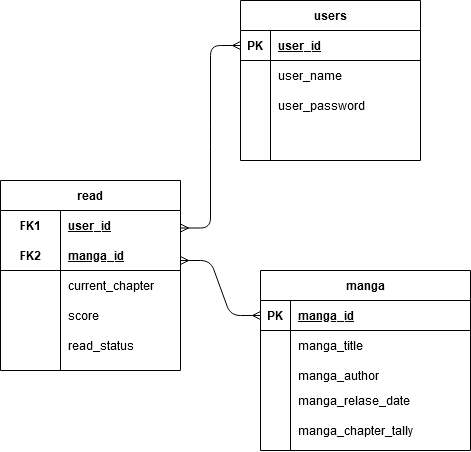 users
PK user_id
user_name
user_password
read
FK1 user_id
FK2 manga_id
current_chapter
score
read_status
manga
PK manga_id
manga_title
manga_author
manga_relase_date
manga_chapter_tally